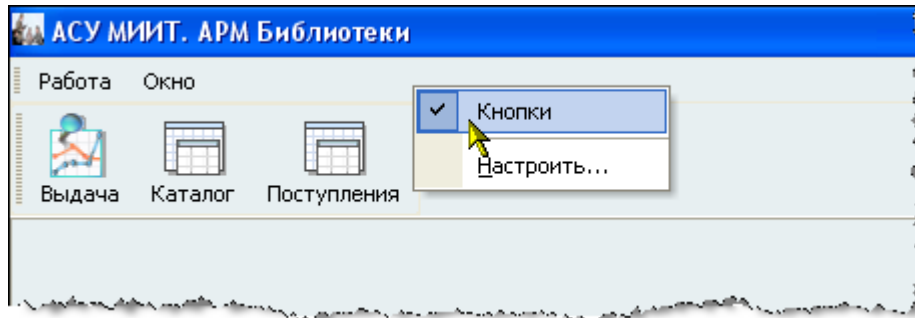 АСУ МИИТ. АРМ Библиотеки
Работа Окно
Кнопки
Настроить...
Выдача Каталог Поступления